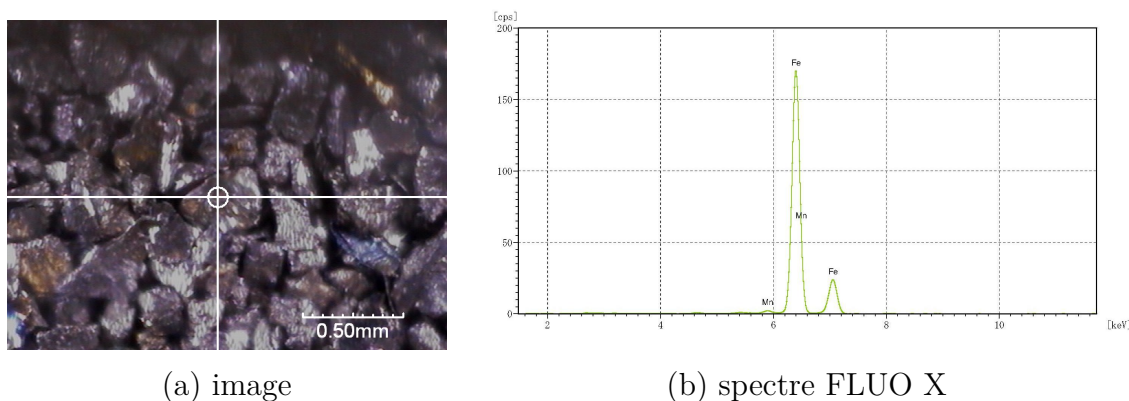 0.50mm
[cps]
200
150
100
50
0
Fe
Mn
Fe
Mn
2
4
6
8
10
[keV]
(a) image
(b) spectre FLUO X